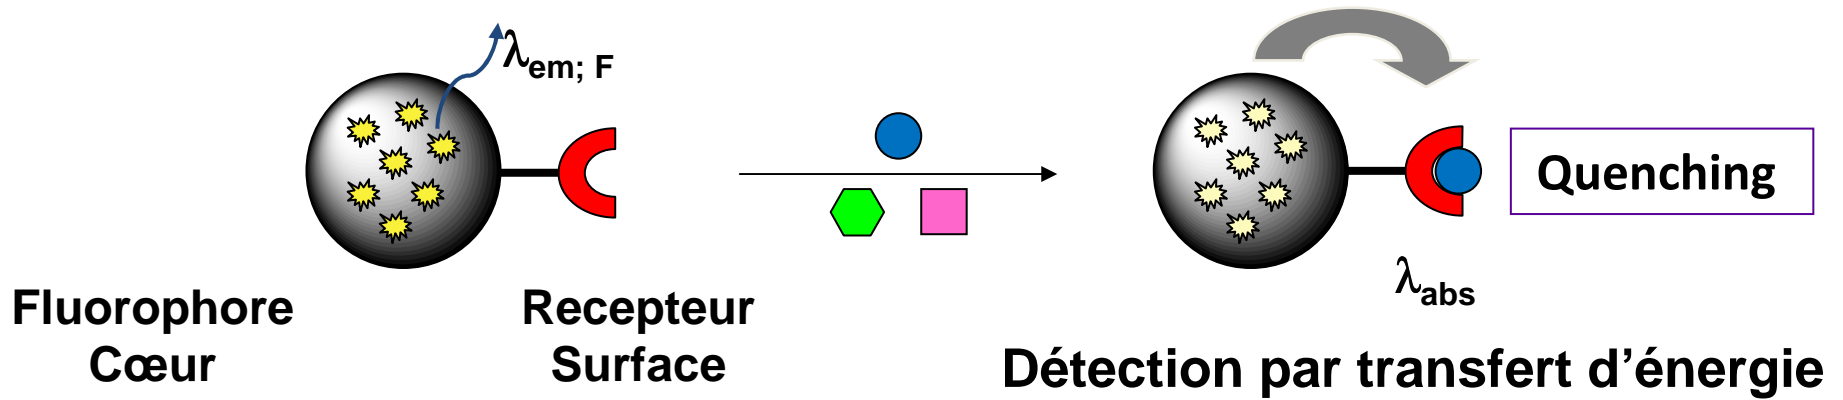 λem; F
Quenching
λabs
Fluorophore
Cœur
Recepteur
Surface
Détection par transfert d’énergie